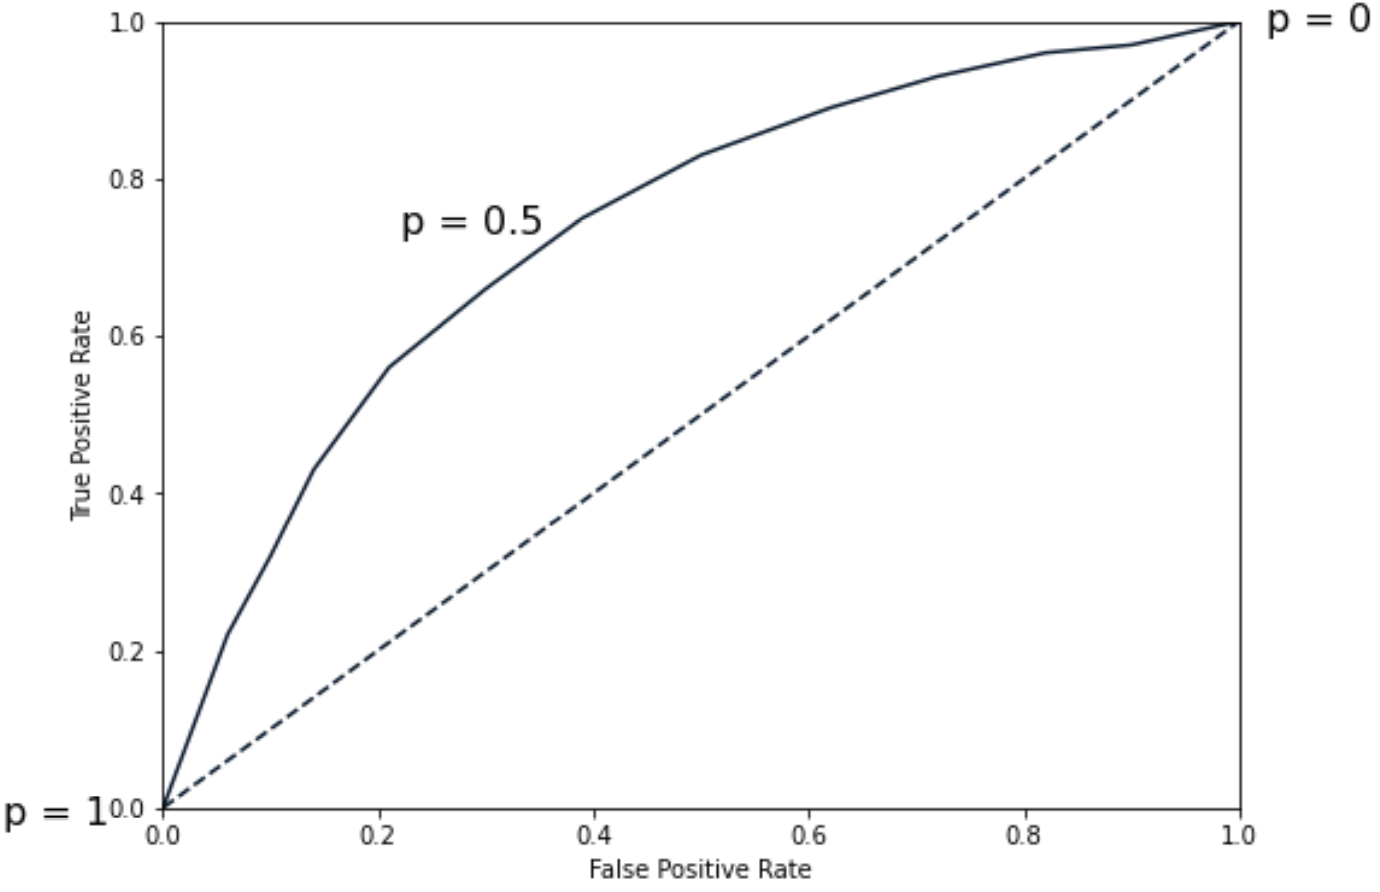 1.0
p = 0
0.8
p = 0.5
0.6
True Positive Rate
0.4
0.2
p = 1
0.0
0.0 0.2 0.4 0.6 0.8 1.0
False Positive Rate